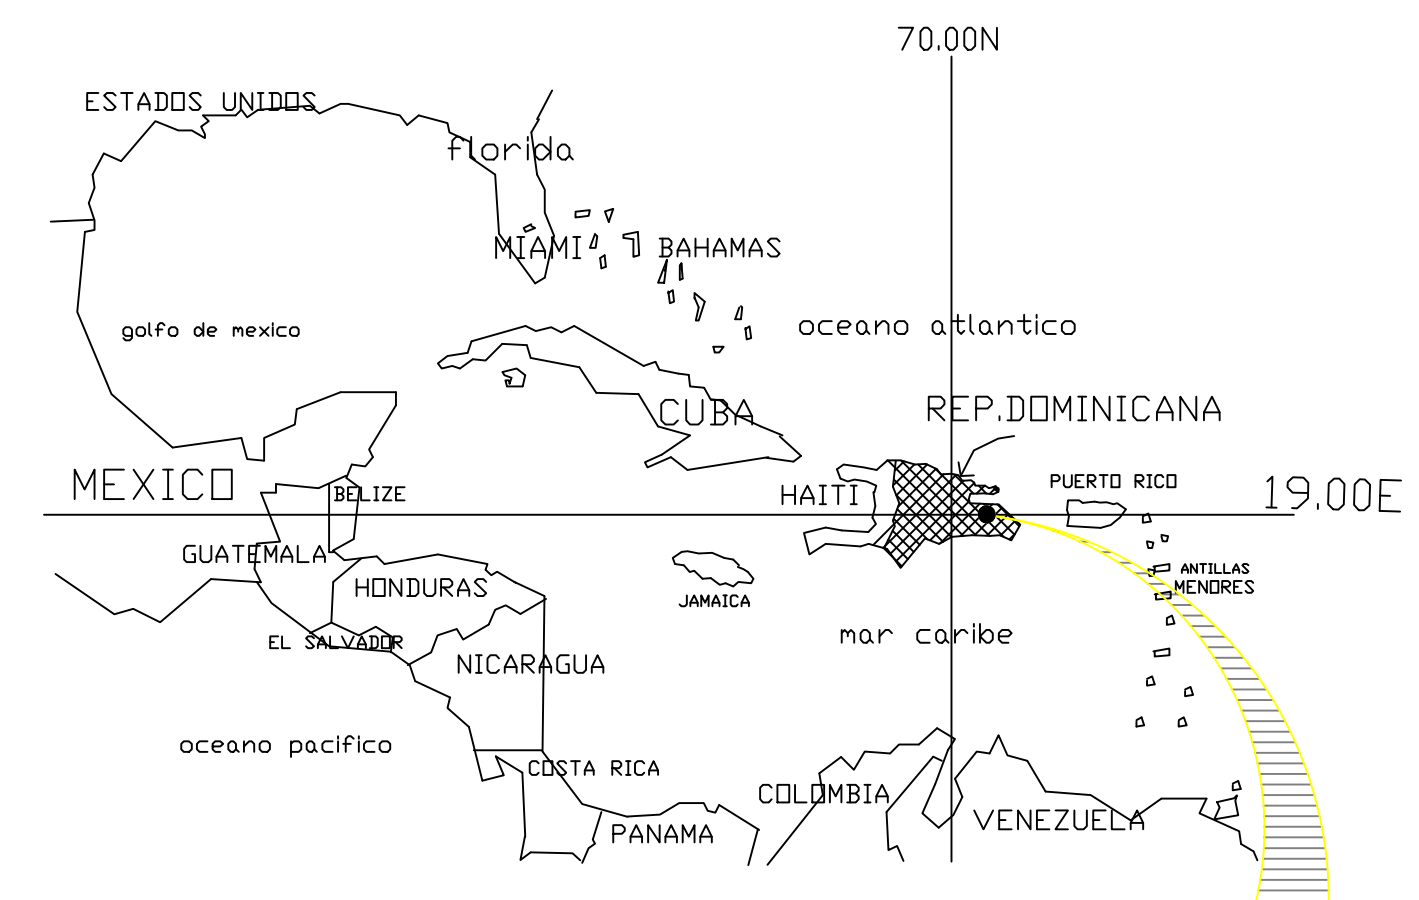 70.00N
ESTADOS UNIDOS
florida
MIAMI
BAHAMAS
golfo de mexico
oceano atlantico
CUBA
REP.DOMINICANA
MEXICO
BELIZE
HAITI
PUERTO RICO
19.00E
GUATEMALA
HONDURAS
JAMAICA
ANTILLAS
MENORES
EL SALVADOR
NICARAGUA
mar caribe
oceano pacifico
COSTA RICA
COLOMBIA
PANAMA
VENEZUELA